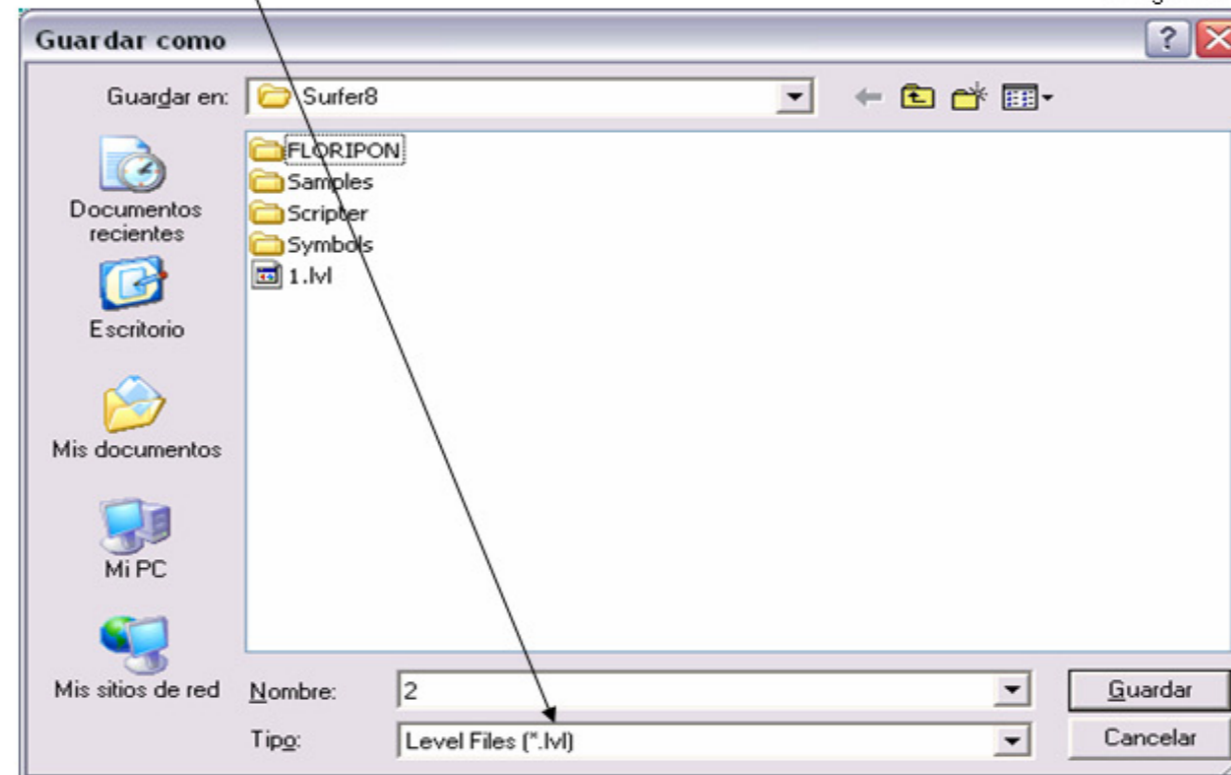 Guardar como
Guardar en: Surfer8
FLORIPON
Samples
Scripter
Symbols
1.lvl
Documentos recientes
Escritorio
Mis documentos
Mi PC
Mis sitios de red
Nombre: 2 Guardar
Tipo: Level Files (*.lvl) Cancelar